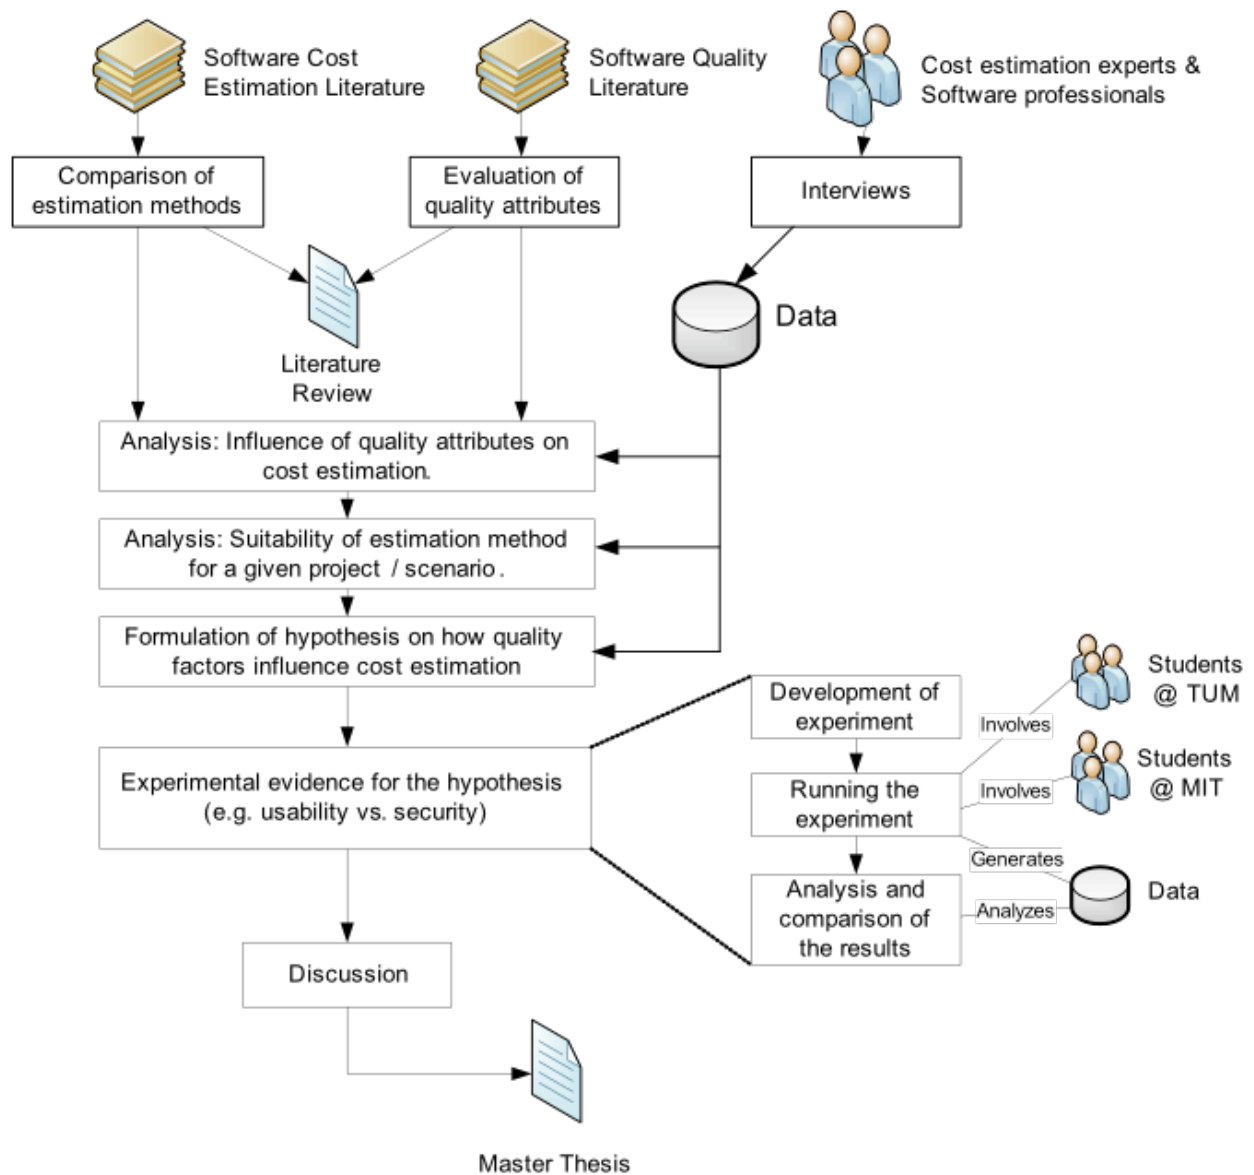 Software Cost
Estimation Literature
Software Quality
Literature
Cost estimation experts &
Software professionals
Comparison of
estimation methods
Evaluation of
quality attributes
Interviews
Data
Literature
Review
Analysis: Influence of quality attributes on
cost estimation.
Analysis: Suitability of estimation method
for a given project / scenario .
Formulation of hypothesis on how quality
factors influence cost estimation
Experimental evidence for the hypothesis
(e.g. usability vs. security)
Development of
experiment
Running the
experiment
Analysis and
comparison of
the results
Involves
Students
@ TUM
Involves
Students
@ MIT
Generates
Analyzes
Data
Discussion
Master Thesis